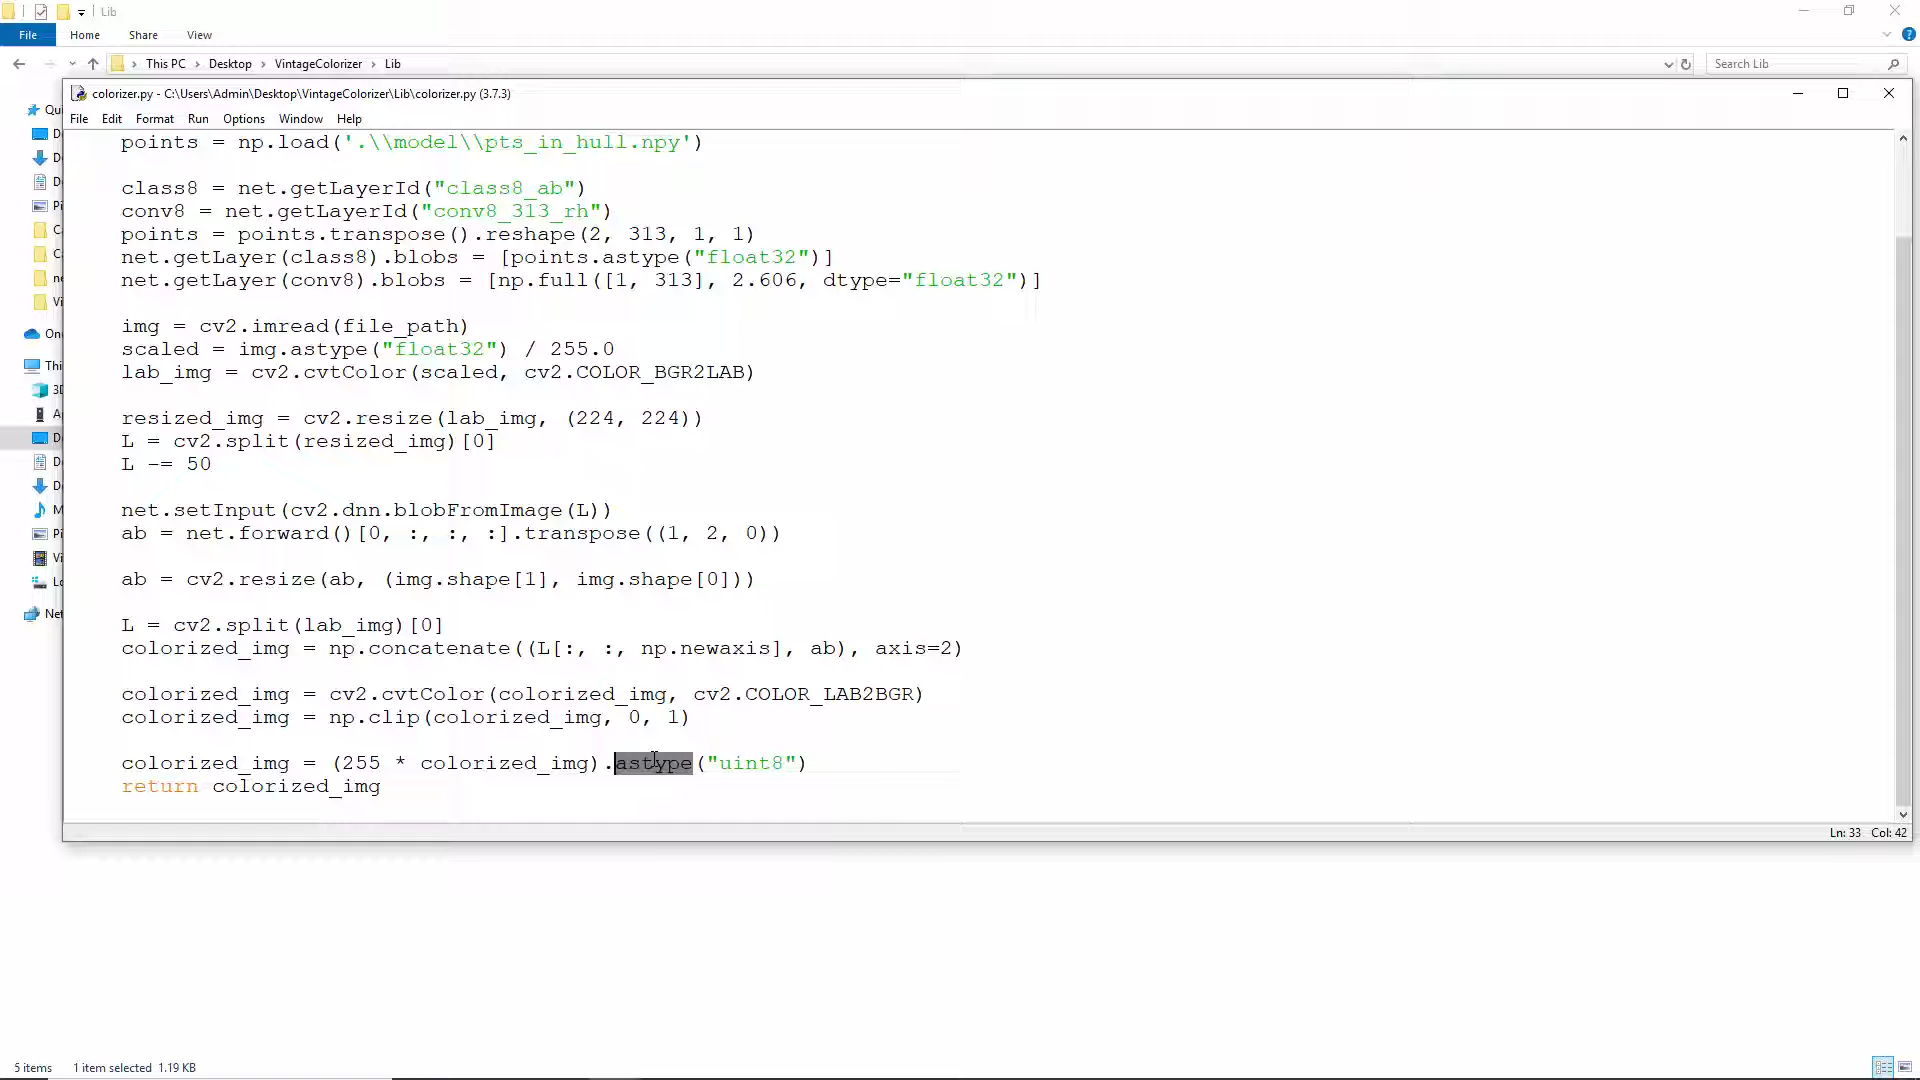 Lib
File Home Share View
This PC Desktop VintageColorizer Lib
Search Lib
colorizer.py - C:\Users\Admin\Desktop\VintageColorizer\Lib\colorizer.py (3.7.3)
File Edit Format Run Options Window Help
points = np.load('.\\model\\pts_in_hull.npy')
class8 = net.getLayerId("class8_ab")
conv8 = net.getLayerId("conv8_313_rh")
points = points.transpose().reshape(2, 313, 1, 1)
net.getLayer(class8).blobs = [points.astype("float32")]
net.getLayer(conv8).blobs = [np.full([1, 313], 2.606, dtype="float32")]
img = cv2.imread(file_path)
scaled = img.astype("float32") / 255.0
lab_img = cv2.cvtColor(scaled, cv2.COLOR_BGR2LAB)
resized_img = cv2.resize(lab_img, (224, 224))
L = cv2.split(resized_img)[0]
L -= 50
net.setInput(cv2.dnn.blobFromImage(L))
ab = net.forward()[0, :, :, :].transpose((1, 2, 0))
ab = cv2.resize(ab, (img.shape[1], img.shape[0]))
L = cv2.split(lab_img)[0]
colorized_img = np.concatenate((L[:, :, np.newaxis], ab), axis=2)
colorized_img = cv2.cvtColor(colorized_img, cv2.COLOR_LAB2BGR)
colorized_img = np.clip(colorized_img, 0, 1)
colorized_img = (255 * colorized_img).astype("uint8")
return colorized_img
Ln: 33 Col: 42
5 items 1 item selected 1.19 KB